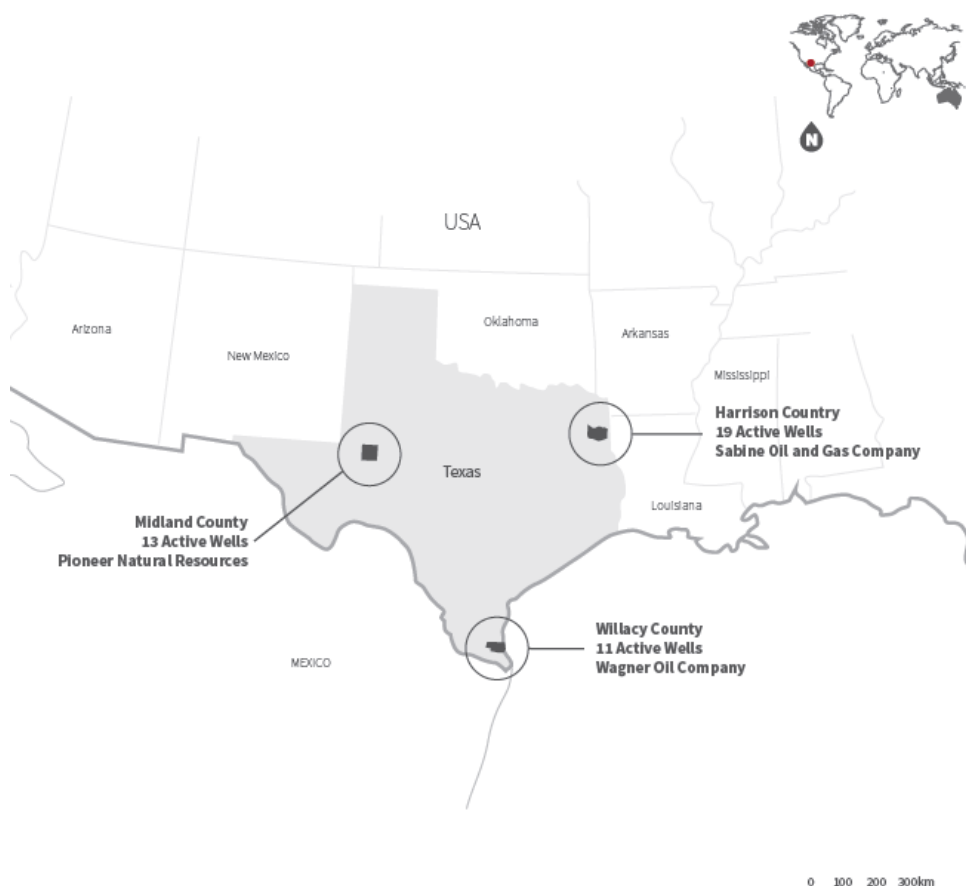 N
USA
Arizona
New Mexico
Oklahoma
Arkansas
Mississippi
Harrison Country
19 Active Wells
Sabine Oil and Gas Company
Texas
Louisiana
Midland County
13 Active Wells
Pioneer Natural Resources
Willacy County
11 Active Wells
Wagner Oil Company
MEXICO
0 100 200 300km